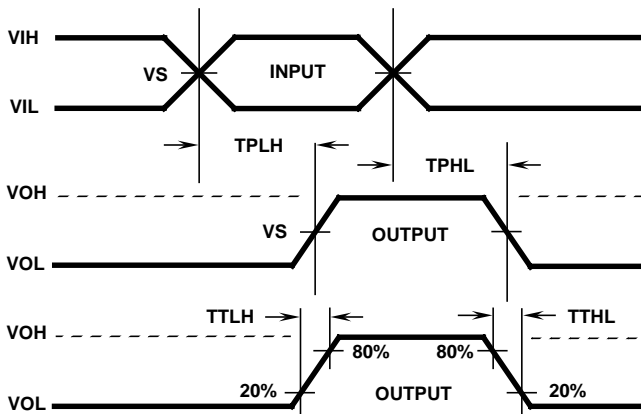 VIH
VS
INPUT
VIL
TPLH
TPHL
VOH
VS
OUTPUT
VOL
TTLH
TTHL
VOH
80%
80%
20%
OUTPUT
20%
VOL